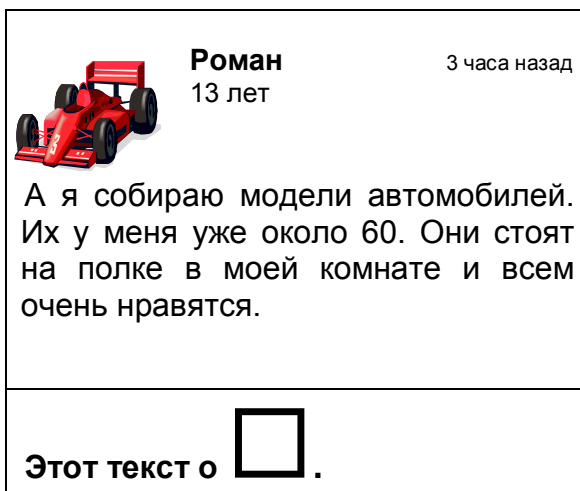 Роман
3 часа назад
13 лет
А я собираю модели автомобилей.
Их у меня уже около 60. Они стоят
на полке в моей комнате и всем
очень нравятся.
Этот текст о □.